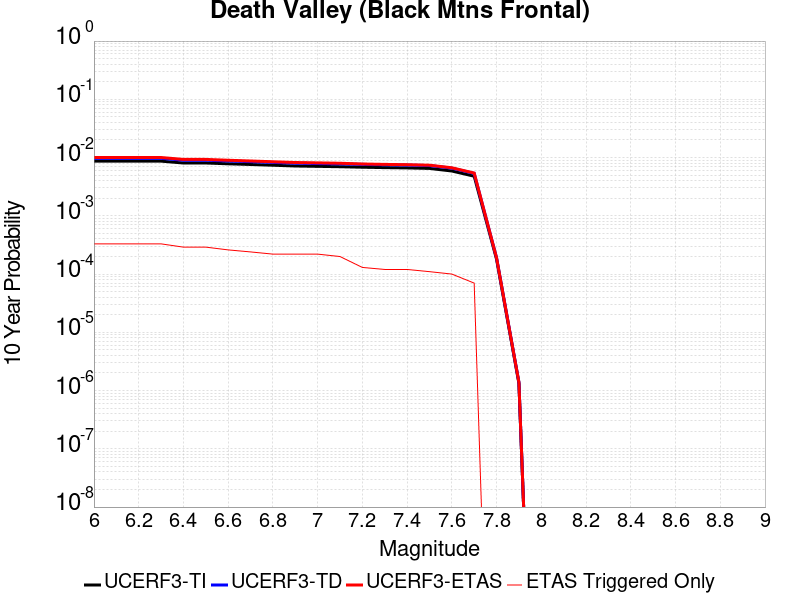 Death Valley (Black Mtns Frontal)
10 0
10 -1
10 -2
10 -3
10 -4
10 -5
10 -6
10 -7
10 -8
10 Year Probability
6 6.2 6.4 6.6 6.8 7 7.2 7.4 7.6 7.8 8 8.2 8.4 8.6 8.8 9
Magnitude
UCERF3-TI UCERF3-TD UCERF3-ETAS ETAS Triggered Only